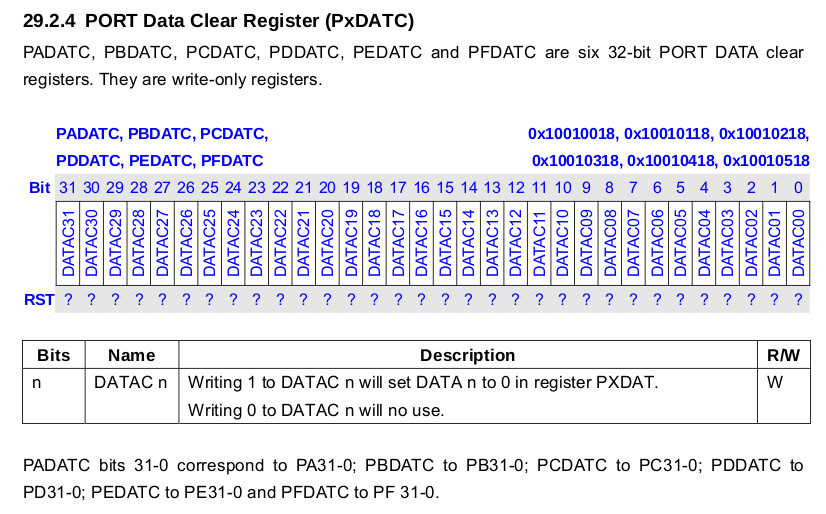 29.2.4 PORT Data Clear Register (PxDATC)
PADATC, PBDATC, PCDATC, PDDATC, PEDATC and PFDATC are six 32-bit PORT DATA clear
registers. They are write-only registers.
PADATC, PBDATC, PCDATC, 0x10010018, 0x10010118, 0x10010218,
PDDATC, PEDATC, PFDATC 0x10010318, 0x10010418, 0x10010518
Bit 31 30 29 28 27 26 25 24 23 22 21 20 19 18 17 16 15 14 13 12 11 10 9 8 7 6 5 4 3 2 1 0
DATAC31 DATAC30 DATAC29 DATAC28 DATAC27 DATAC26 DATAC25 DATAC24 DATAC23 DATAC22 DATAC21 DATAC20 DATAC19 DATAC18 DATAC17 DATAC16 DATAC15 DATAC14 DATAC13 DATAC12 DATAC11 DATAC10 DATAC09 DATAC08 DATAC07 DATAC06 DATAC05 DATAC04 DATAC03 DATAC02 DATAC01 DATAC00
RST ? ? ? ? ? ? ? ? ? ? ? ? ? ? ? ? ? ? ? ? ? ? ? ? ? ? ? ? ? ? ? ?
Bits Name Description R/W
n DATAC n Writing 1 to DATAC n will set DATA n to 0 in register PXDAT. W
Writing 0 to DATAC n will no use.
PADATC bits 31-0 correspond to PA31-0; PBDATC to PB31-0; PCDATC to PC31-0; PDDATC to
PD31-0; PEDATC to PE31-0 and PFDATC to PF 31-0.